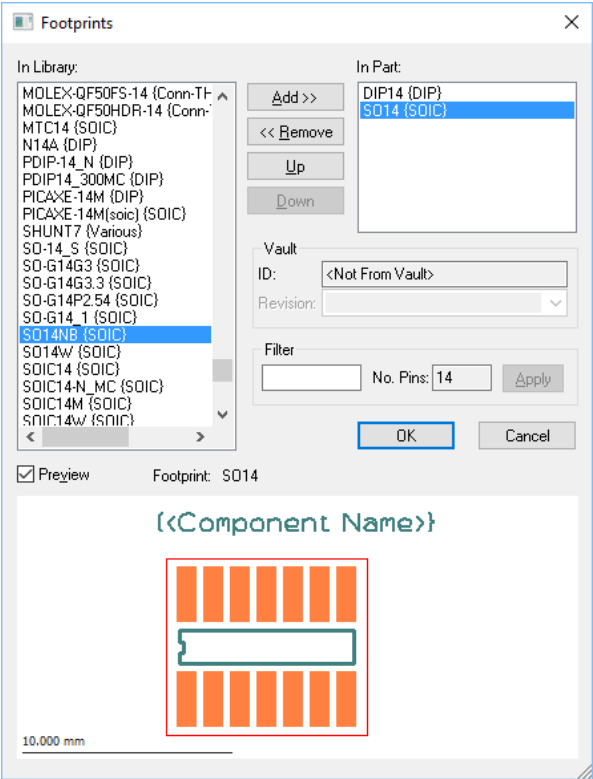 Footprints
In Library:
MOLEX-QF50FS-14 {Conn-TH
MOLEX-QF50HDR-14 {Conn-
MTC14 {SOIC}
N14A {DIP}
PDIP-14_N {DIP}
PDIP14_300MC {DIP}
PICAXE-14M {DIP}
PICAXE-14M(soic) {SOIC}
SHUNT7 {Various}
SO-14_S {SOIC}
SO-G14G3 {SOIC}
SO-G14G3.3 {SOIC}
SO-G14P2.54 {SOIC}
SO-G14_1 {SOIC}
SO14NB {SOIC}
SO14W {SOIC}
SOIC14 {SOIC}
SOIC14-N_MC {SOIC}
SOIC14M {SOIC}
SOIC14W {SOIC}
Add >>
<< Remove
Up
Down
In Part:
DIP14 {DIP}
SO14 {SOIC}
Vault
ID: <Not From Vault>
Revision:
Filter
No. Pins: 14 Apply
OK Cancel
Preview Footprint: SO14
{<Component Name>}
10.000 mm